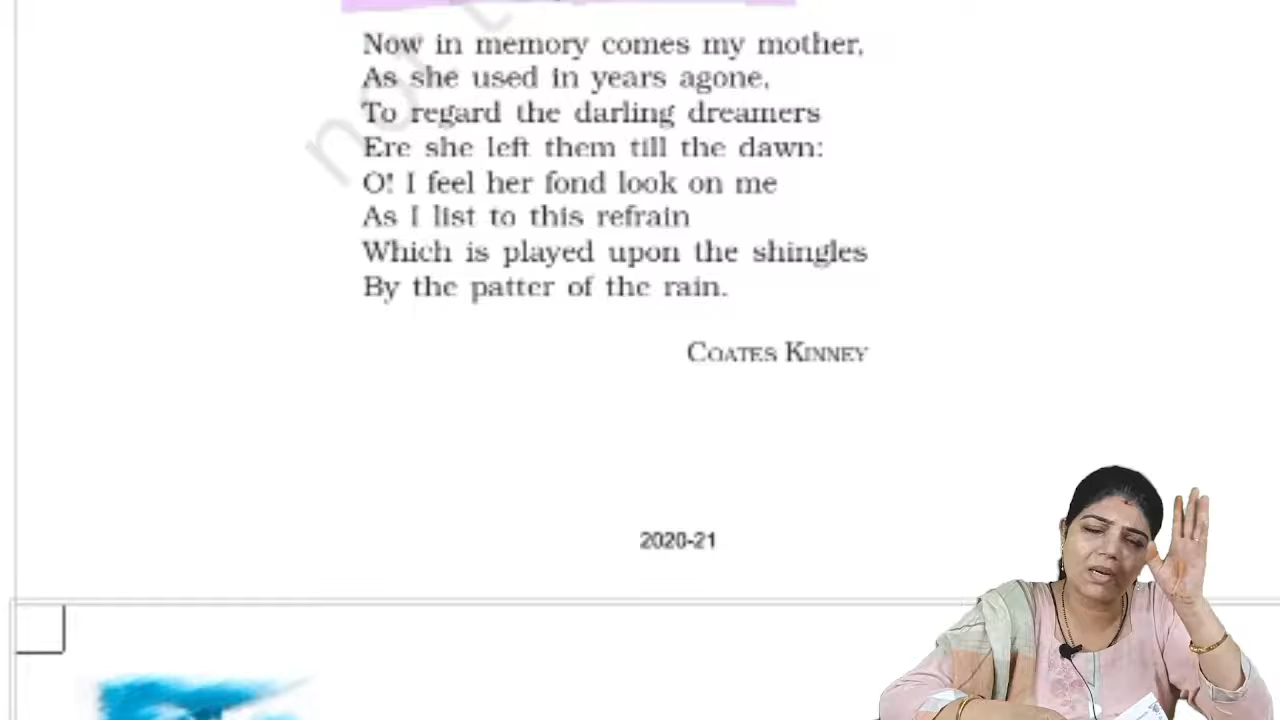 Now in memory comes my mother,
As she used in years agone,
To regard the darling dreamers
Ere she left them till the dawn:
O! I feel her fond look on me
As I list to this refrain
Which is played upon the shingles
By the patter of the rain.
COATES KINNEY
2020-21